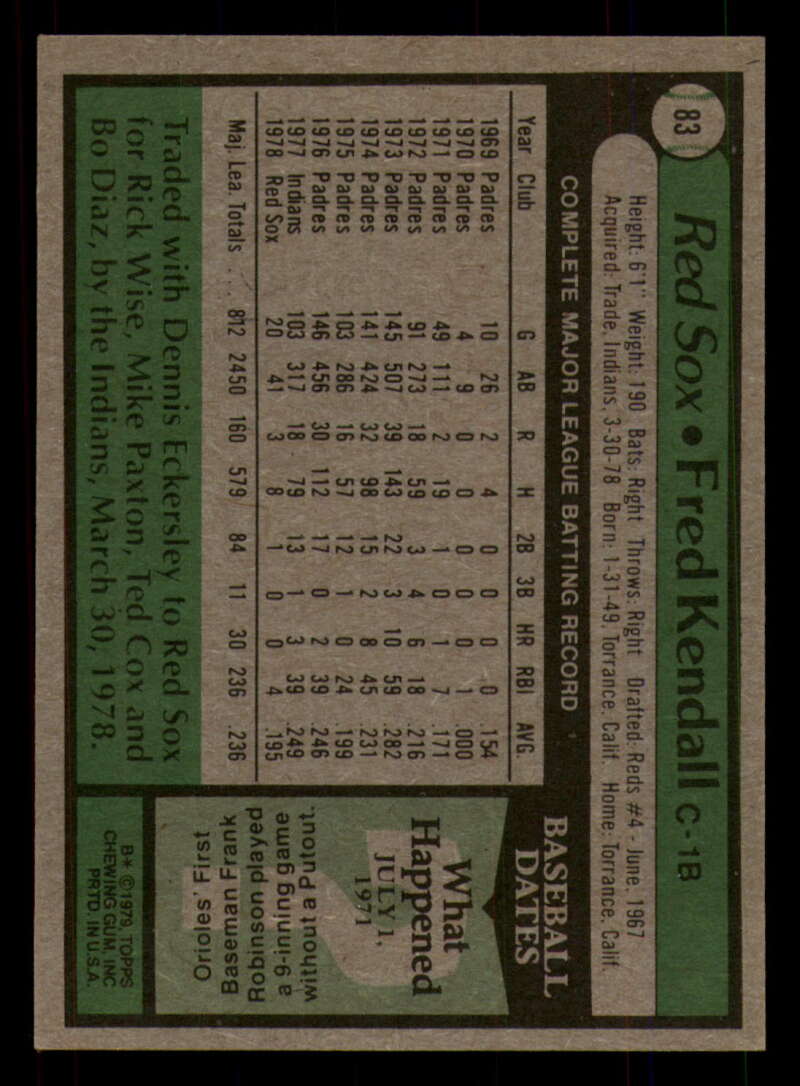 83
Red Sox • Fred Kendall C-1B
Height: 6'1" Weight: 190 Bats: Right Throws: Right Drafted: Reds #4 - June, 1967
Acquired: Trade, Indians, 3-30-78 Born: 1-31-49, Torrance, Calif. Home: Torrance, Calif.
COMPLETE MAJOR LEAGUE BATTING RECORD
Year Club G AB R H 2B 3B HR RBI AVG.
1969 Padres 10 26 2 4 0 0 0 0 .154
1970 Padres 4 9 0 0 0 0 0 1 .000
1971 Padres 49 111 2 19 1 0 1 7 .171
1972 Padres 91 273 18 59 3 4 6 18 .216
1973 Padres 145 507 39 143 22 3 10 59 .282
1974 Padres 141 424 32 98 15 2 8 45 .231
1975 Padres 103 286 16 57 12 1 0 24 .199
1976 Padres 146 456 30 112 17 0 2 39 .246
1977 Indians 103 317 18 79 13 1 3 39 .249
1978 Red Sox 20 41 3 8 1 0 0 4 .195
Maj. Lea. Totals . . . 812 2450 160 579 84 11 30 236 .236
Traded with Dennis Eckersley to Red Sox
for Rick Wise, Mike Paxton, Ted Cox and
Bo Diaz, by the Indians, March 30, 1978.
BASEBALL
DATES
What
Happened
JULY 1,
1971
Orioles' First
Baseman Frank
Robinson played
a 9-inning game
without a Putout.
B* ©1979, TOPPS
CHEWING GUM, INC
PRTD. IN U.S.A.